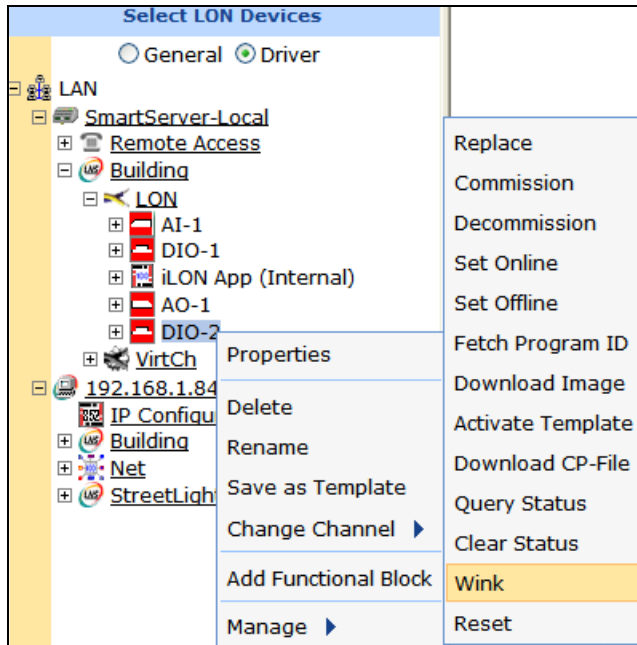 Select LON Devices
General Driver
LAN
SmartServer-Local
Remote Access
Building
LON
AI-1
DIO-1
iLON App (Internal)
AO-1
DIO-2
VirtCh
192.168.1.84
IP Configu
Building
Net
StreetLigh
Properties
Delete
Rename
Save as Template
Change Channel
Add Functional Block
Manage
Replace
Commission
Decommission
Set Online
Set Offline
Fetch Program ID
Download Image
Activate Template
Download CP-File
Query Status
Clear Status
Wink
Reset